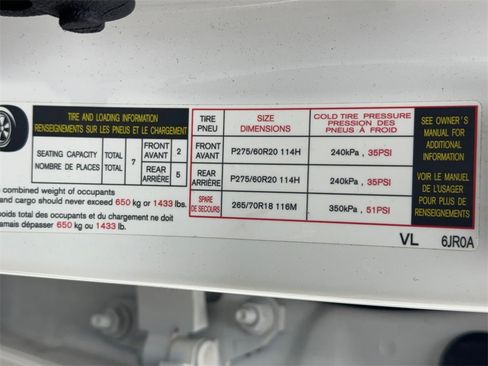 TIRE AND LOADING INFORMATION
RENSEIGNEMENTS SUR LES PNEUS ET LE CHARGEMENT
SEATING CAPACITY
NOMBRE DE PLACES
TOTAL
TOTAL
7
FRONT
AVANT
2
REAR
ARRIÈRE
5
e combined weight of occupants
and cargo should never exceed 650 kg or 1433 lbs.
poids total des occupants et du chargement ne doit
amais dépasser 650 kg ou 1433 lb.
TIRE
PNEU
SIZE
DIMENSIONS
COLD TIRE PRESSURE
PRESSION DES
PNEUS À FROID
FRONT
AVANT
P275/60R20 114H
240kPa , 35PSI
REAR
ARRIÈRE
P275/60R20 114H
240kPa , 35PSI
SPARE
DE SECOURS
265/70R18 116M
350kPa , 51PSI
SEE OWNER'S
MANUAL FOR
ADDITIONAL
INFORMATION
VOIR LE MANUEL
DE L'USAGER
POUR PLUS DE
RENSEIGNEMENTS
VL 6JR0A